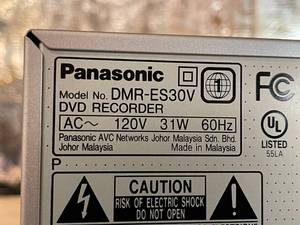 Panasonic
Model No. DMR-ES30V
DVD RECORDER
AC～ 120V 31W 60Hz
Panasonic AVC Networks Johor Malaysia Sdn. Bhd.
Johor Malaysia Made in Malaysia
1
FC
UL
LISTED
55LA
P
CAUTION
RISK OF ELECTRIC SHOCK
DO NOT OPEN